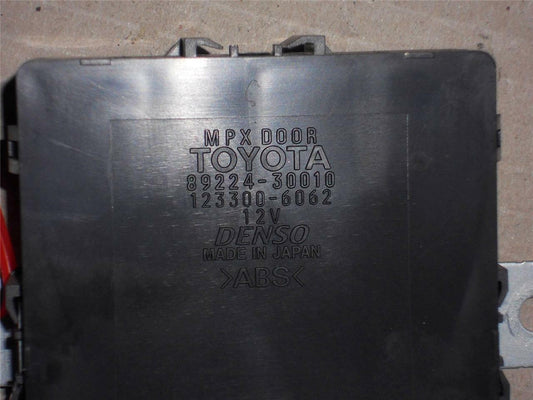 MPX DOOR
TOYOTA
89224-30010
123300-6062
12V
DENSO
MADE IN JAPAN
>ABS<